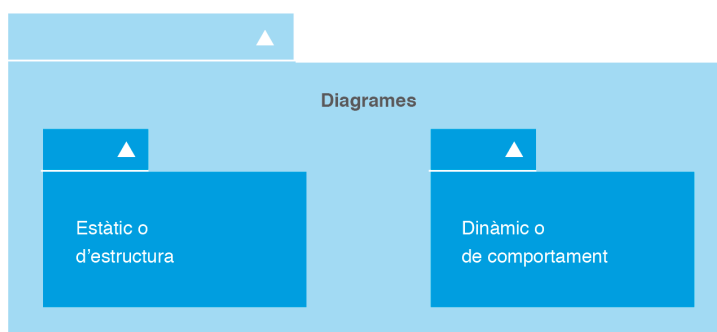 Diagrames
Estàtic o
d’estructura
Dinàmic o
de comportament